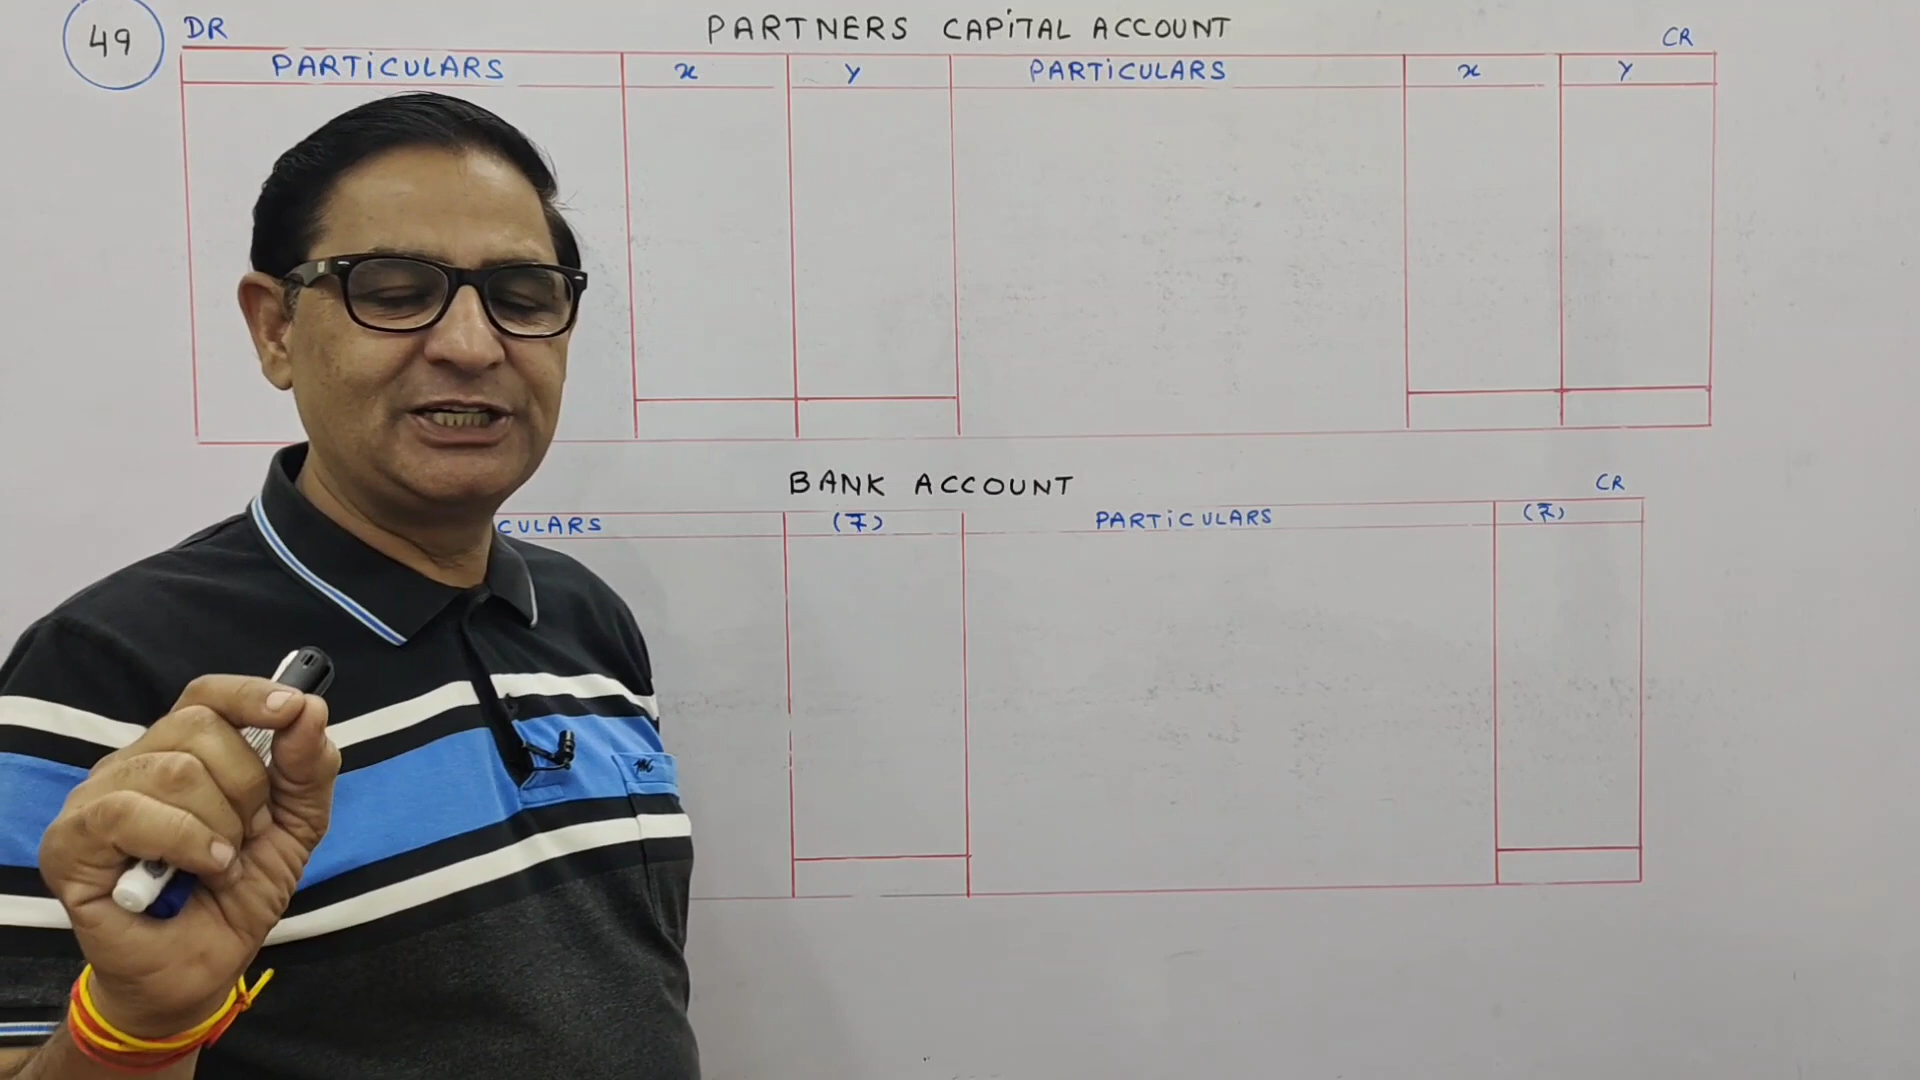 49
DR
PARTNERS CAPITAL ACCOUNT
CR
PARTICULARS x y PARTICULARS x y
BANK ACCOUNT
CR
CULARS (₹) PARTICULARS (₹)